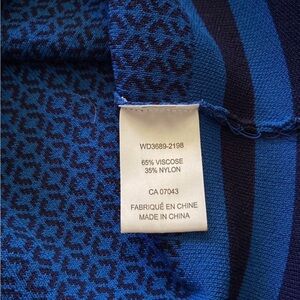 WD3689-2198
65% VISCOSE
35% NYLON
CA 07043
FABRIQUÉ EN CHINE
MADE IN CHINA